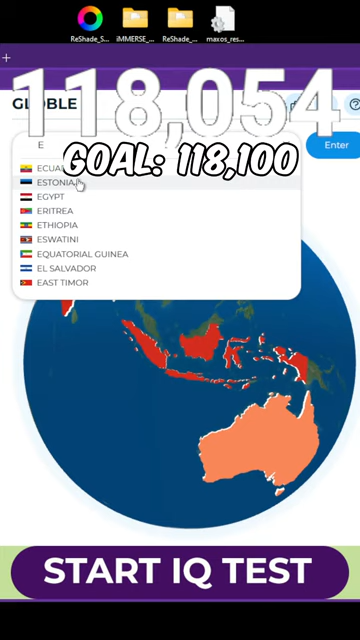 ReShade_S... iMMERSE_... ReShade_... maxos_res...
118,054
GLOBLE
E
Enter
GOAL: 118,100
ESTONIA
EGYPT
ERITREA
ETHIOPIA
ESWATINI
EQUATORIAL GUINEA
EL SALVADOR
EAST TIMOR
START IQ TEST